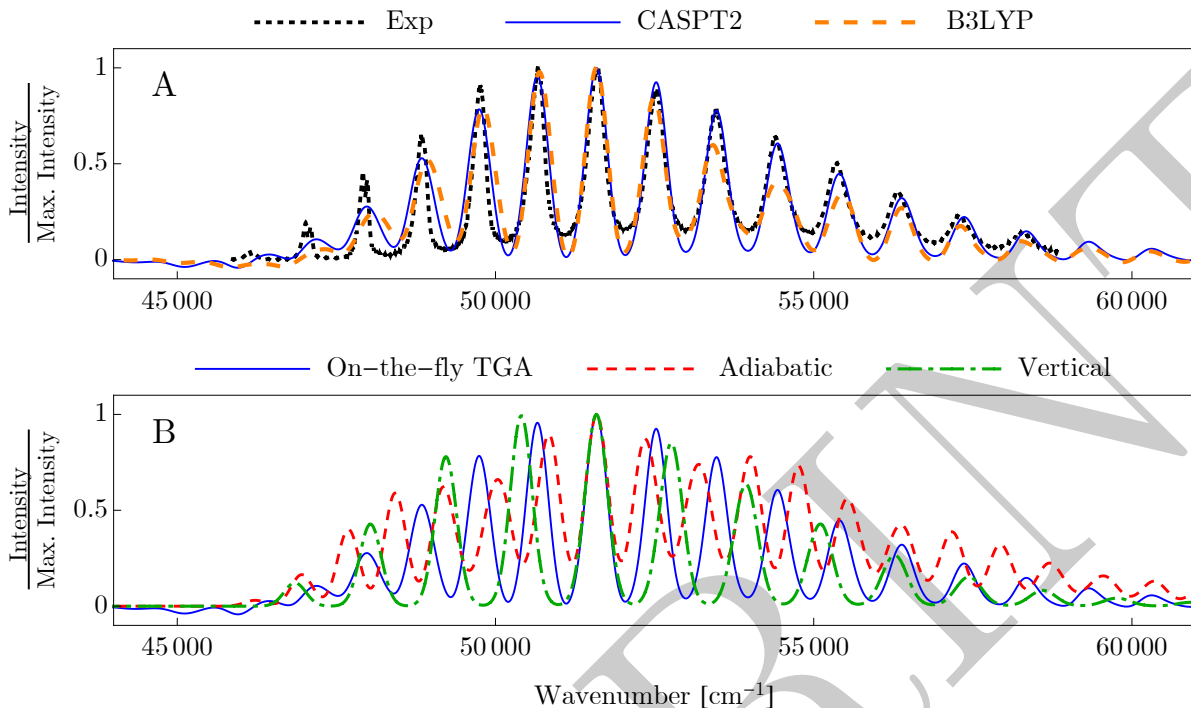 Exp CASPT2 B3LYP
A
Intensity
Max. Intensity
1
0.5
0
45 000 50 000 55 000 60 000
On−the−fly TGA Adiabatic Vertical
B
Intensity
Max. Intensity
1
0.5
0
45 000 50 000 55 000 60 000
Wavenumber [cm⁻¹]